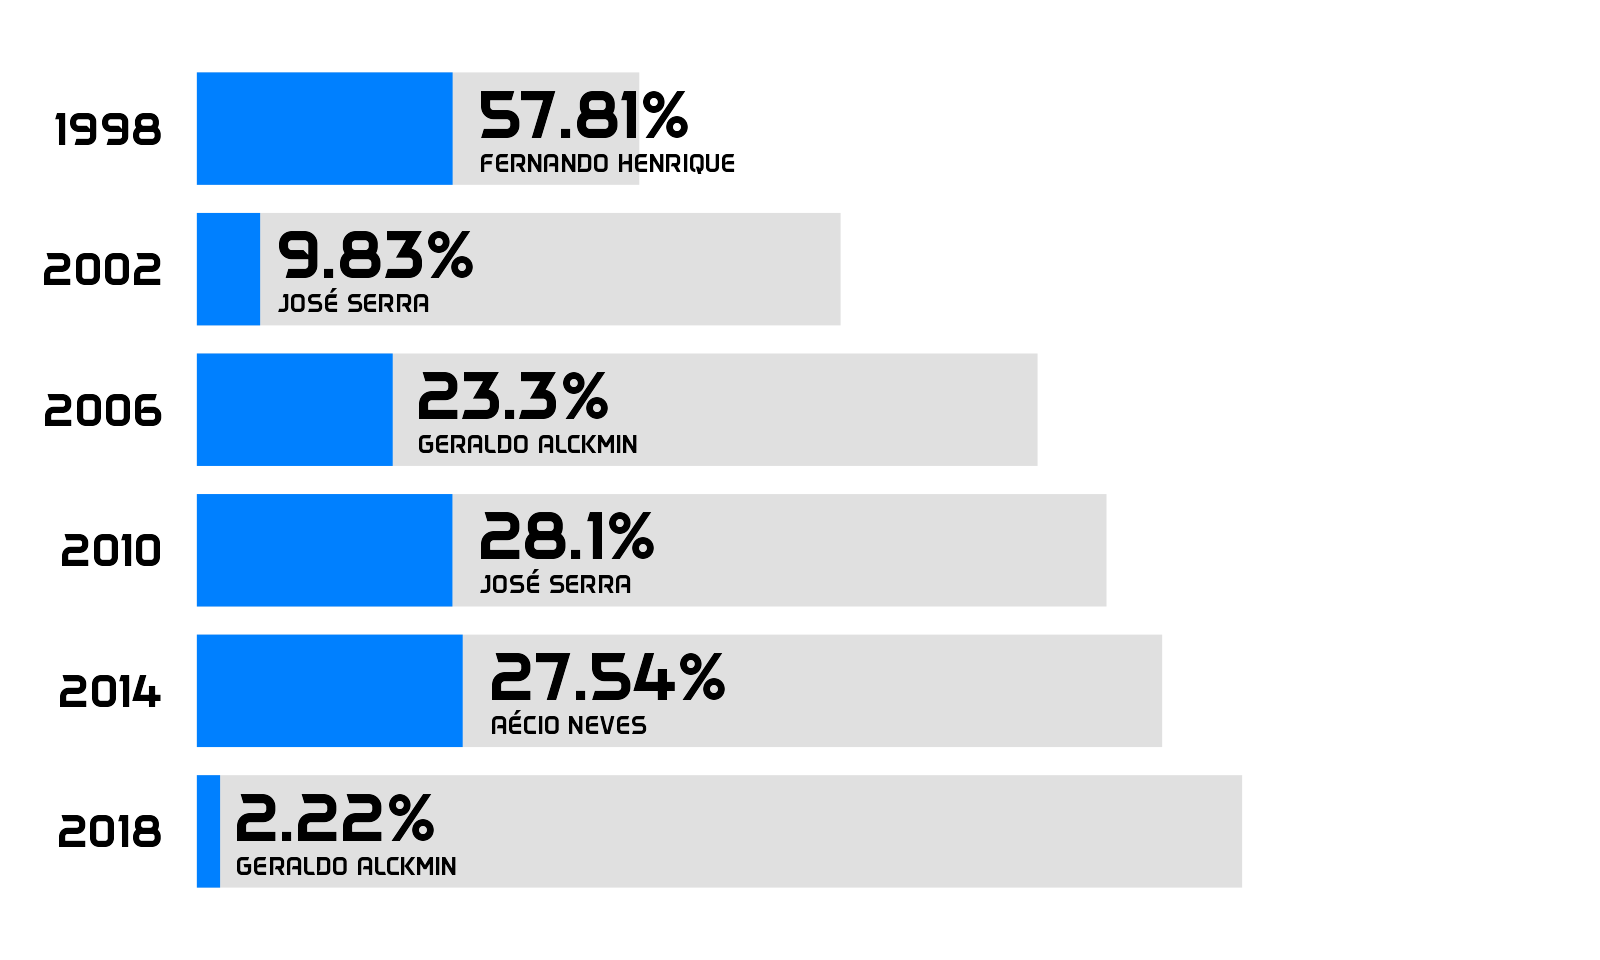 1998
57.81%
FERNANDO HENRIQUE
2002
9.83%
JOSÉ SERRA
2006
23.3%
GERALDO ALCKMIN
2010
28.1%
JOSÉ SERRA
2014
27.54%
AÉCIO NEVES
2018
2.22%
GERALDO ALCKMIN